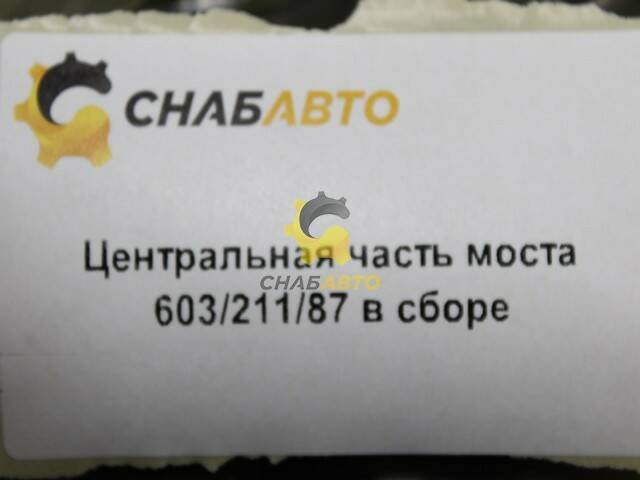 СНАБАВТО
Центральная часть моста
СНАБАВТО
603/211/87 в сборе